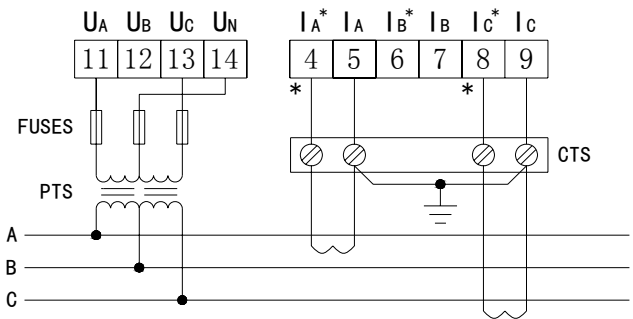 UA UB UC UN IA* IA IB* IB IC* IC
11 12 13 14 4 5 6 7 8 9
* *
FUSES
CTS
PTS
A
B
C